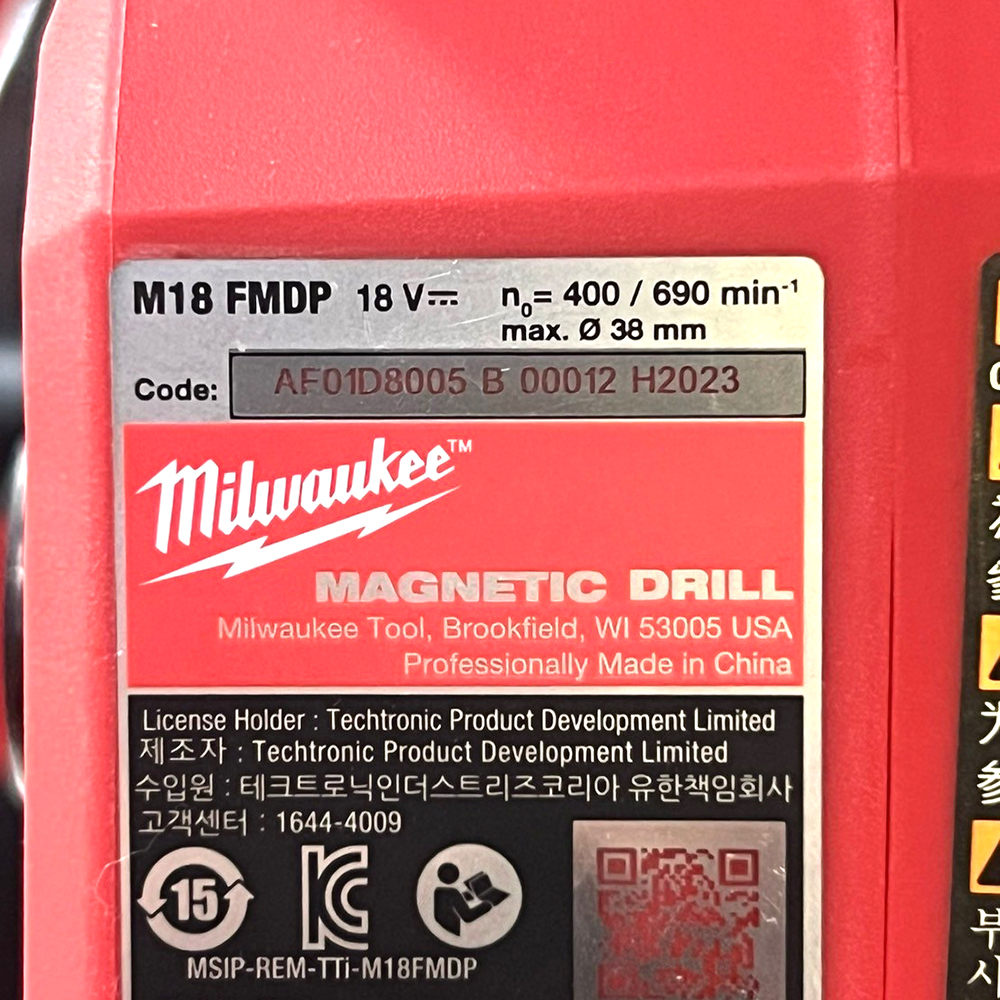 M18 FMDP 18 V n₀= 400 / 690 min⁻¹
max. Ø 38 mm
Code: AF01D8005 B 00012 H2023
Milwaukee™
MAGNETIC DRILL
Milwaukee Tool, Brookfield, WI 53005 USA
Professionally Made in China
License Holder : Techtronic Product Development Limited
제조자 : Techtronic Product Development Limited
수입원 : 테크트로닉인더스트리즈코리아 유한책임회사
고객센터 : 1644-4009
15
MSIP-REM-TTi-M18FMDP